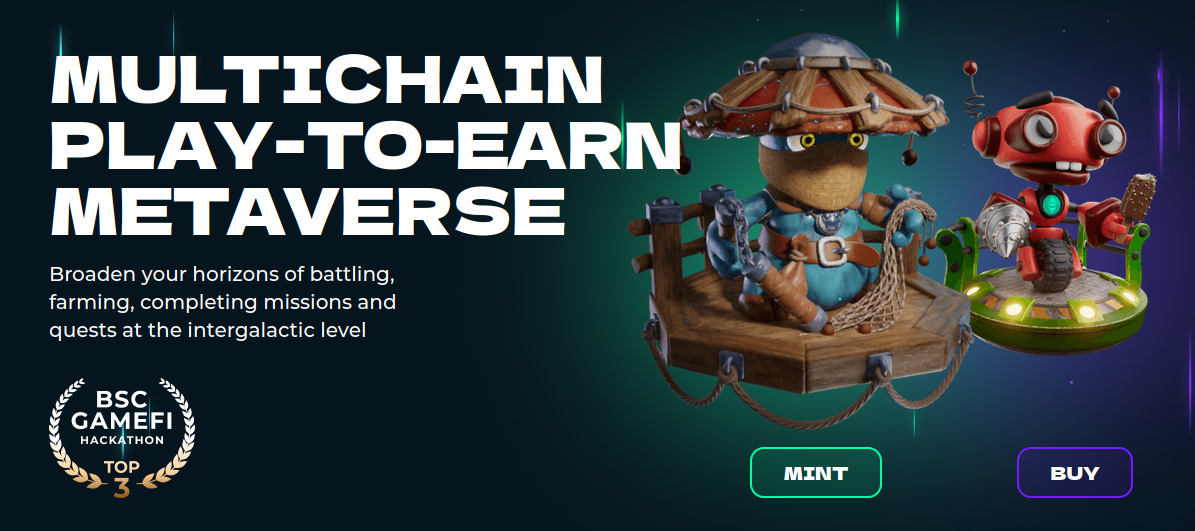 MULTICHAIN
PLAY-TO-EARN
METAVERSE
Broaden your horizons of battling,
farming, completing missions and
quests at the intergalactic level
BSC
GAMEFI
HACKATHON
TOP
3
MINT
BUY